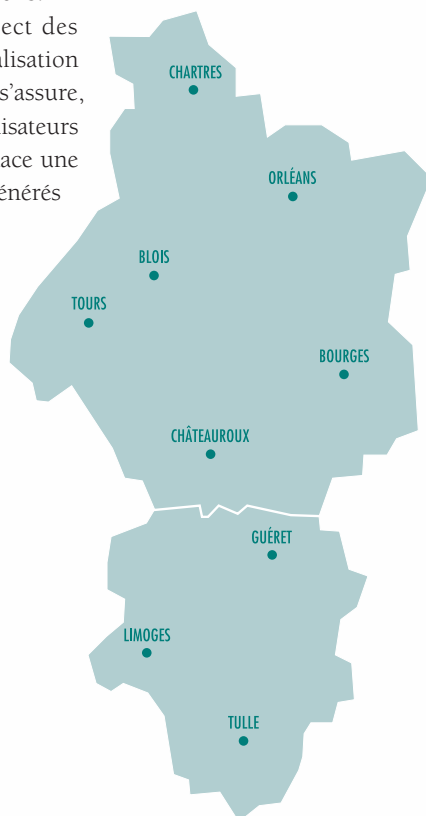 ect des
alisation
s'assure,
isateurs
ace une
énérés
CHARTRES
ORLÉANS
BLOIS
TOURS
BOURGES
CHÂTEAUROUX
GUÉRET
LIMOGES
TULLE